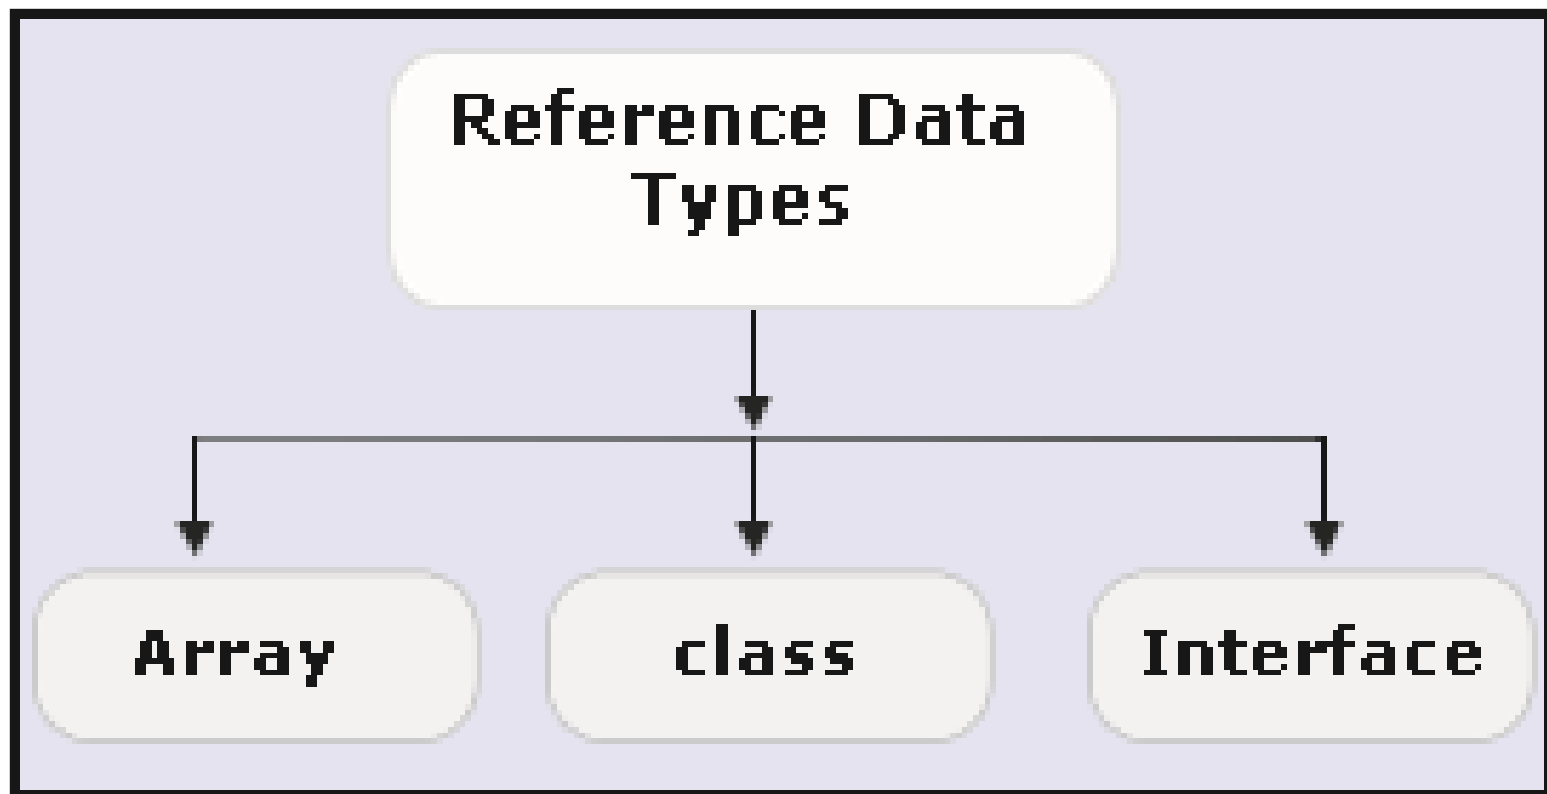 Reference Data
Types
Array
class
Interface